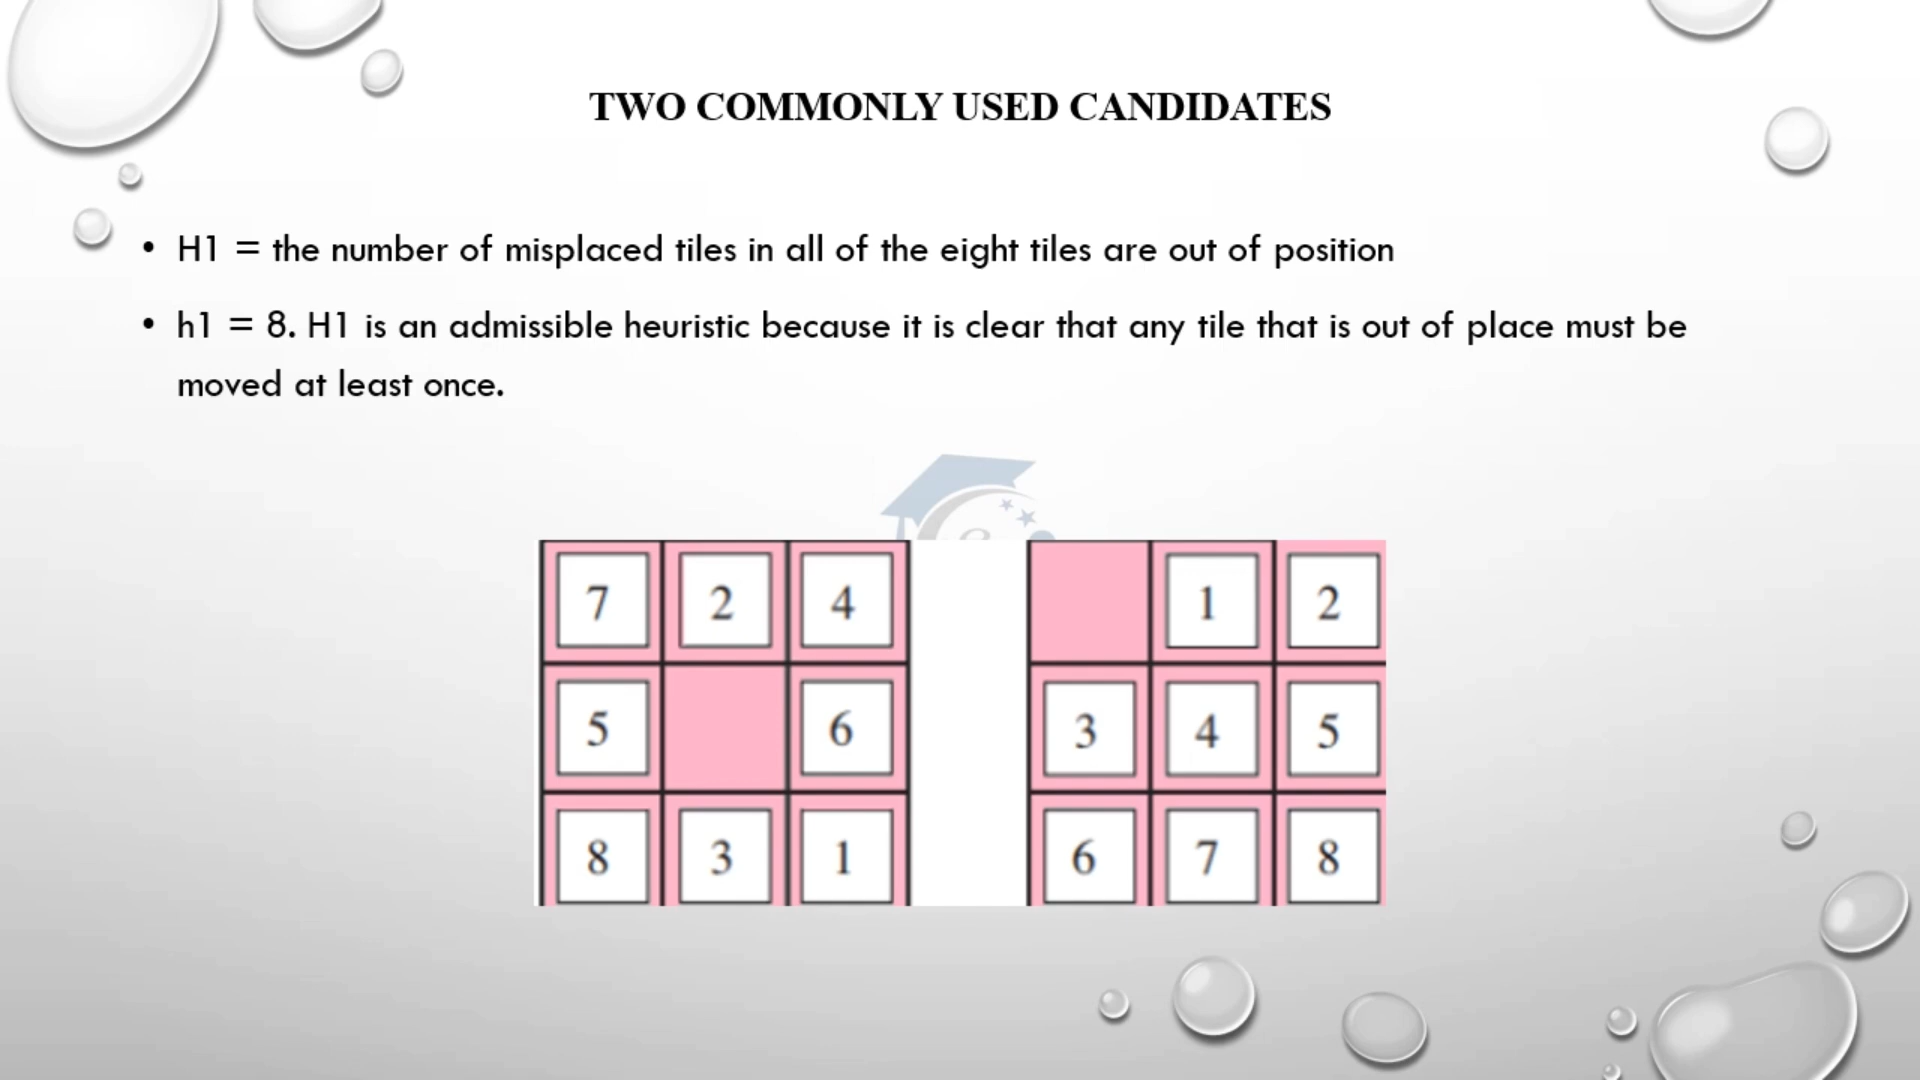 TWO COMMONLY USED CANDIDATES
• H1 = the number of misplaced tiles in all of the eight tiles are out of position
• h1 = 8. H1 is an admissible heuristic because it is clear that any tile that is out of place must be
moved at least once.
7 2 4
5 6
8 3 1
1 2
3 4 5
6 7 8